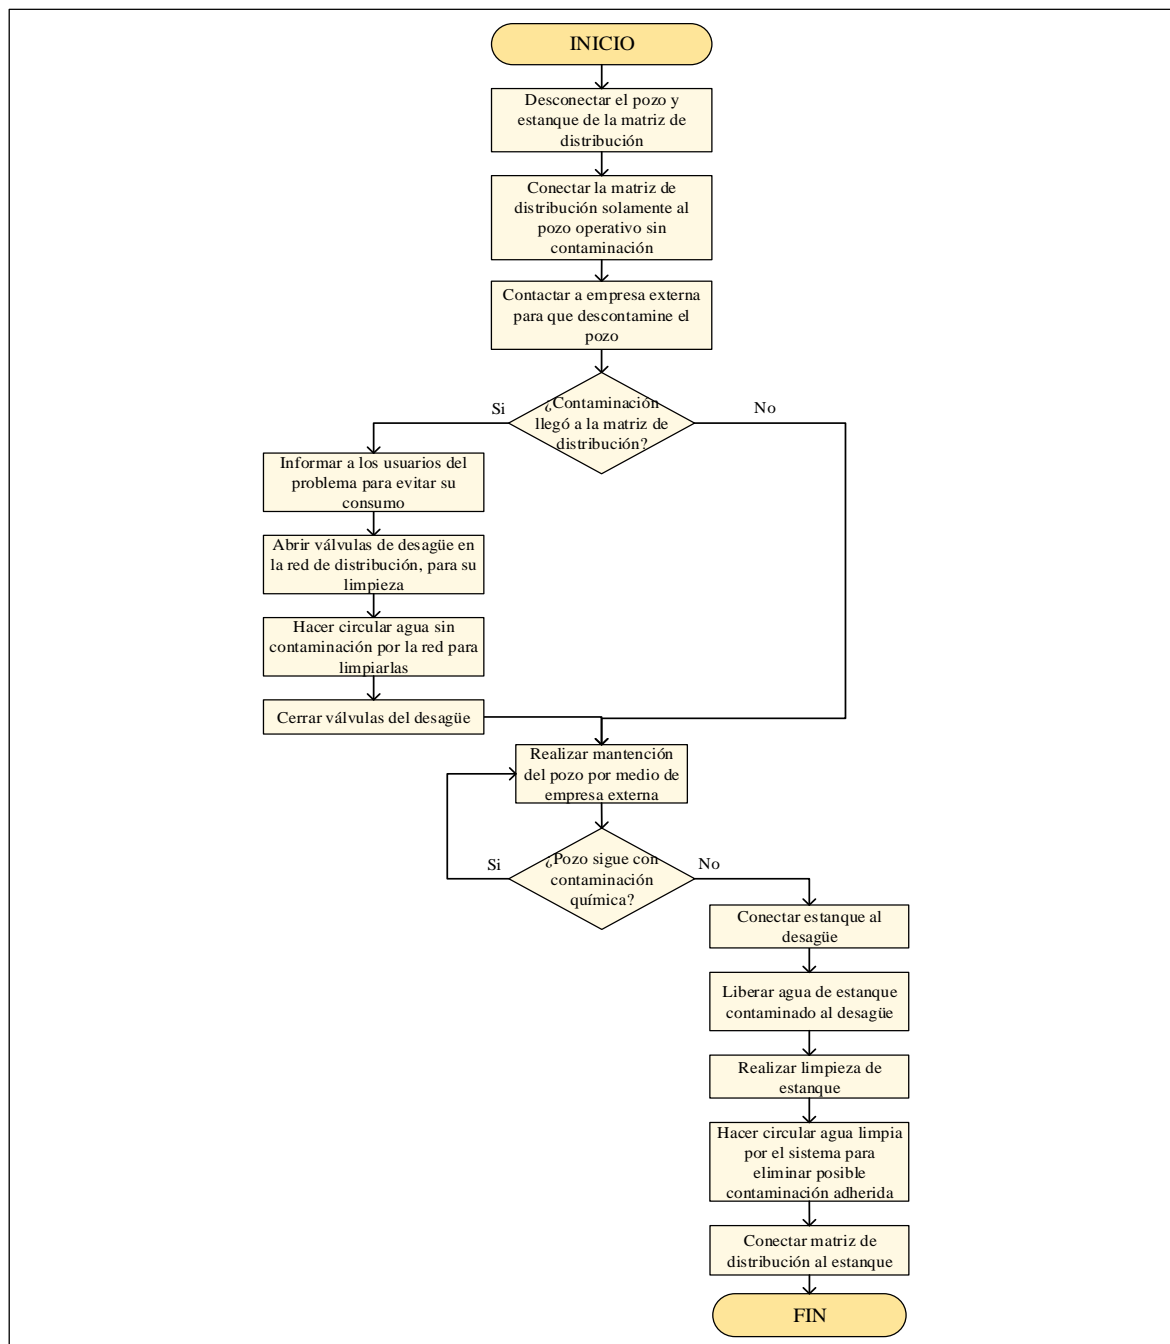 INICIO
Desconectar el pozo y
estanque de la matriz de
distribución
Conectar la matriz de
distribución solamente al
pozo operativo sin
contaminación
Contactar a empresa externa
para que descontamine el
pozo
¿Contaminación
llegó a la matriz de
distribución?
Si
No
Informar a los usuarios del
problema para evitar su
consumo
Abrir válvulas de desagüe en
la red de distribución, para su
limpieza
Hacer circular agua sin
contaminación por la red para
limpiarlas
Cerrar válvulas del desagüe
Realizar mantención
del pozo por medio de
empresa externa
¿Pozo sigue con
contaminación
química?
Si
No
Conectar estanque al
desagüe
Liberar agua de estanque
contaminado al desagüe
Realizar limpieza de
estanque
Hacer circular agua limpia
por el sistema para
eliminar posible
contaminación adherida
Conectar matriz de
distribución al estanque
FIN